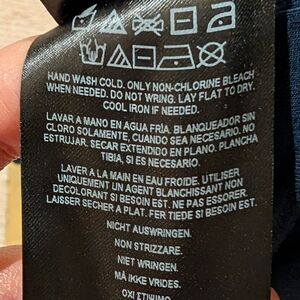 HAND WASH COLD. ONLY NON-CHLORINE BLEACH
WHEN NEEDED. DO NOT WRING. LAY FLAT TO DRY.
COOL IRON IF NEEDED.
LAVAR A MANO EN AGUA FRÍA. BLANQUEADOR SIN
CLORO SOLAMENTE, CUANDO SEA NECESARIO. NO
ESTRUJAR. SECAR EXTENDIDO EN PLANO. PLANCHA
TIBIA, SI ES NECESARIO.
LAVER A LA MAIN EN EAU FROIDE. UTILISER
UNIQUEMENT UN AGENT BLANCHISSANT NON
DECOLORANT SI BESOIN EST. NE PAS ESSORER.
LAISSER SECHER A PLAT. FER TIEDE SI BESOIN EST.
NICHT AUSWRINGEN.
NON STRIZZARE.
NIET WRINGEN.
MÅ IKKE VRIDES.
ΟΧΙ ΣΤΙΨΙΜΟ